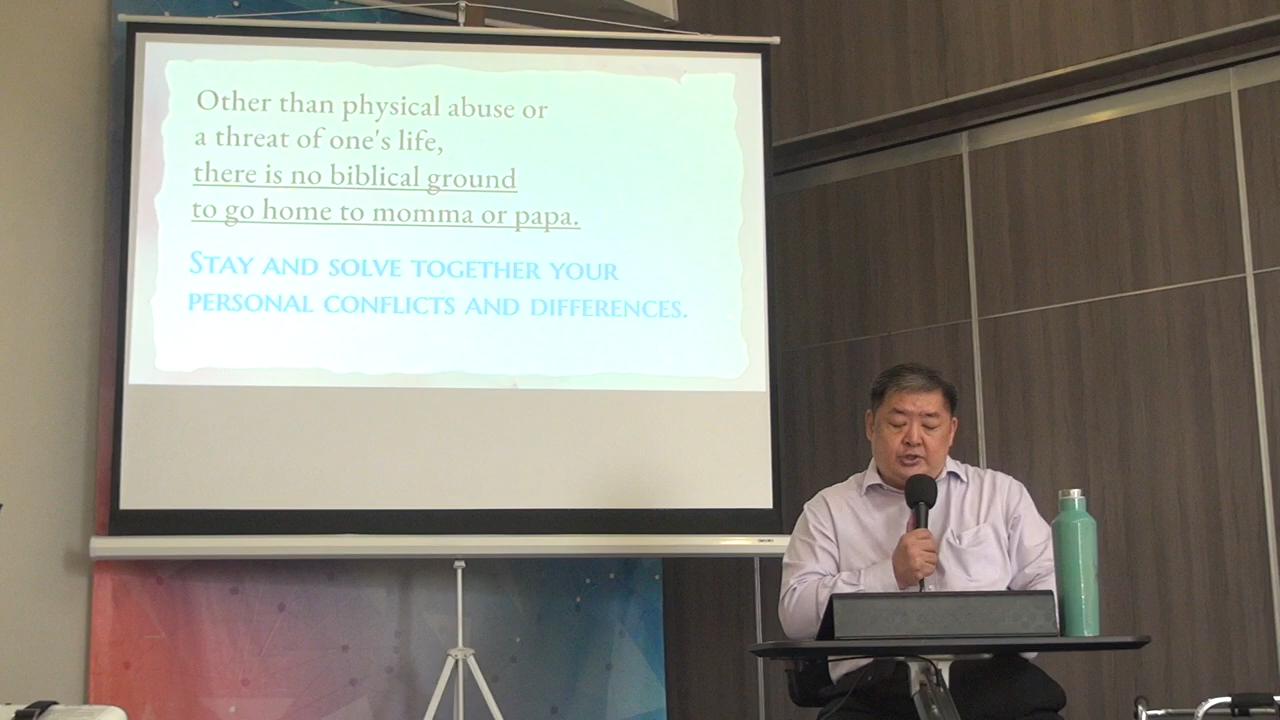 Other than physical abuse or
a threat of one's life,
there is no biblical ground
to go home to momma or papa.
Stay and solve together your
personal conflicts and differences.